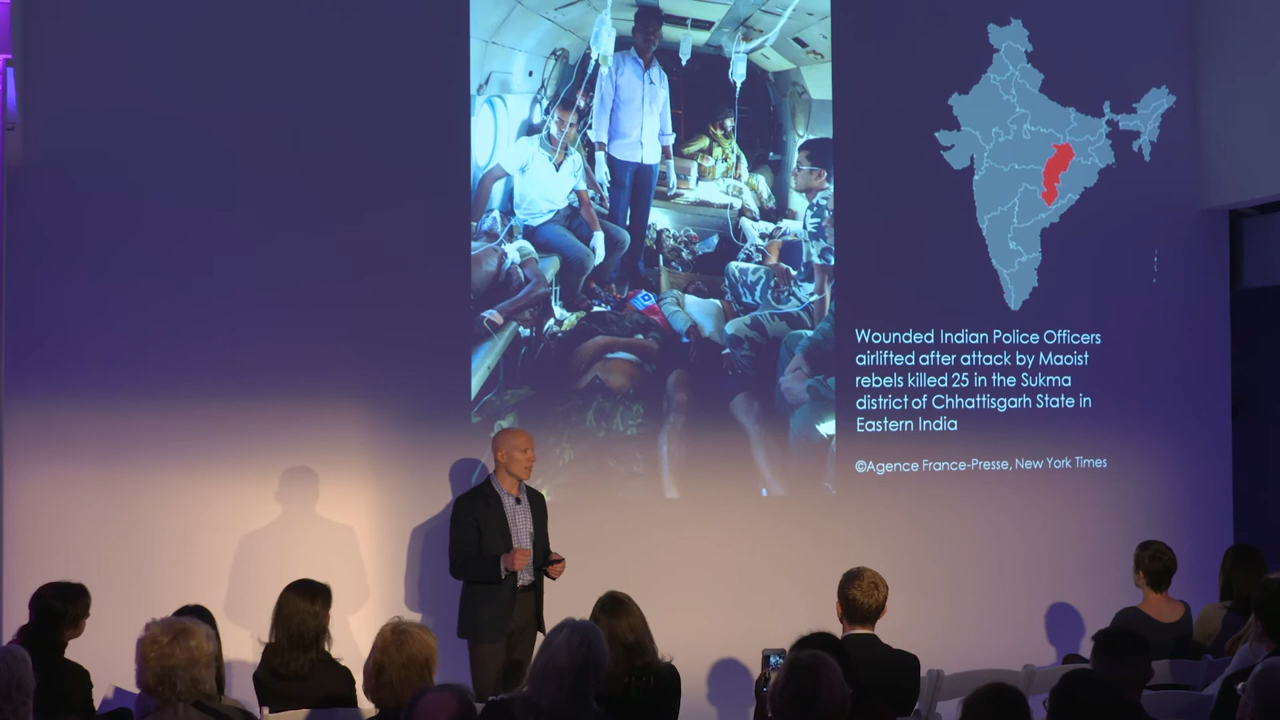 Wounded Indian Police Officers
airlifted after attack by Maoist
rebels killed 25 in the Sukma
district of Chhattisgarh State in
Eastern India
©Agence France-Presse, New York Times